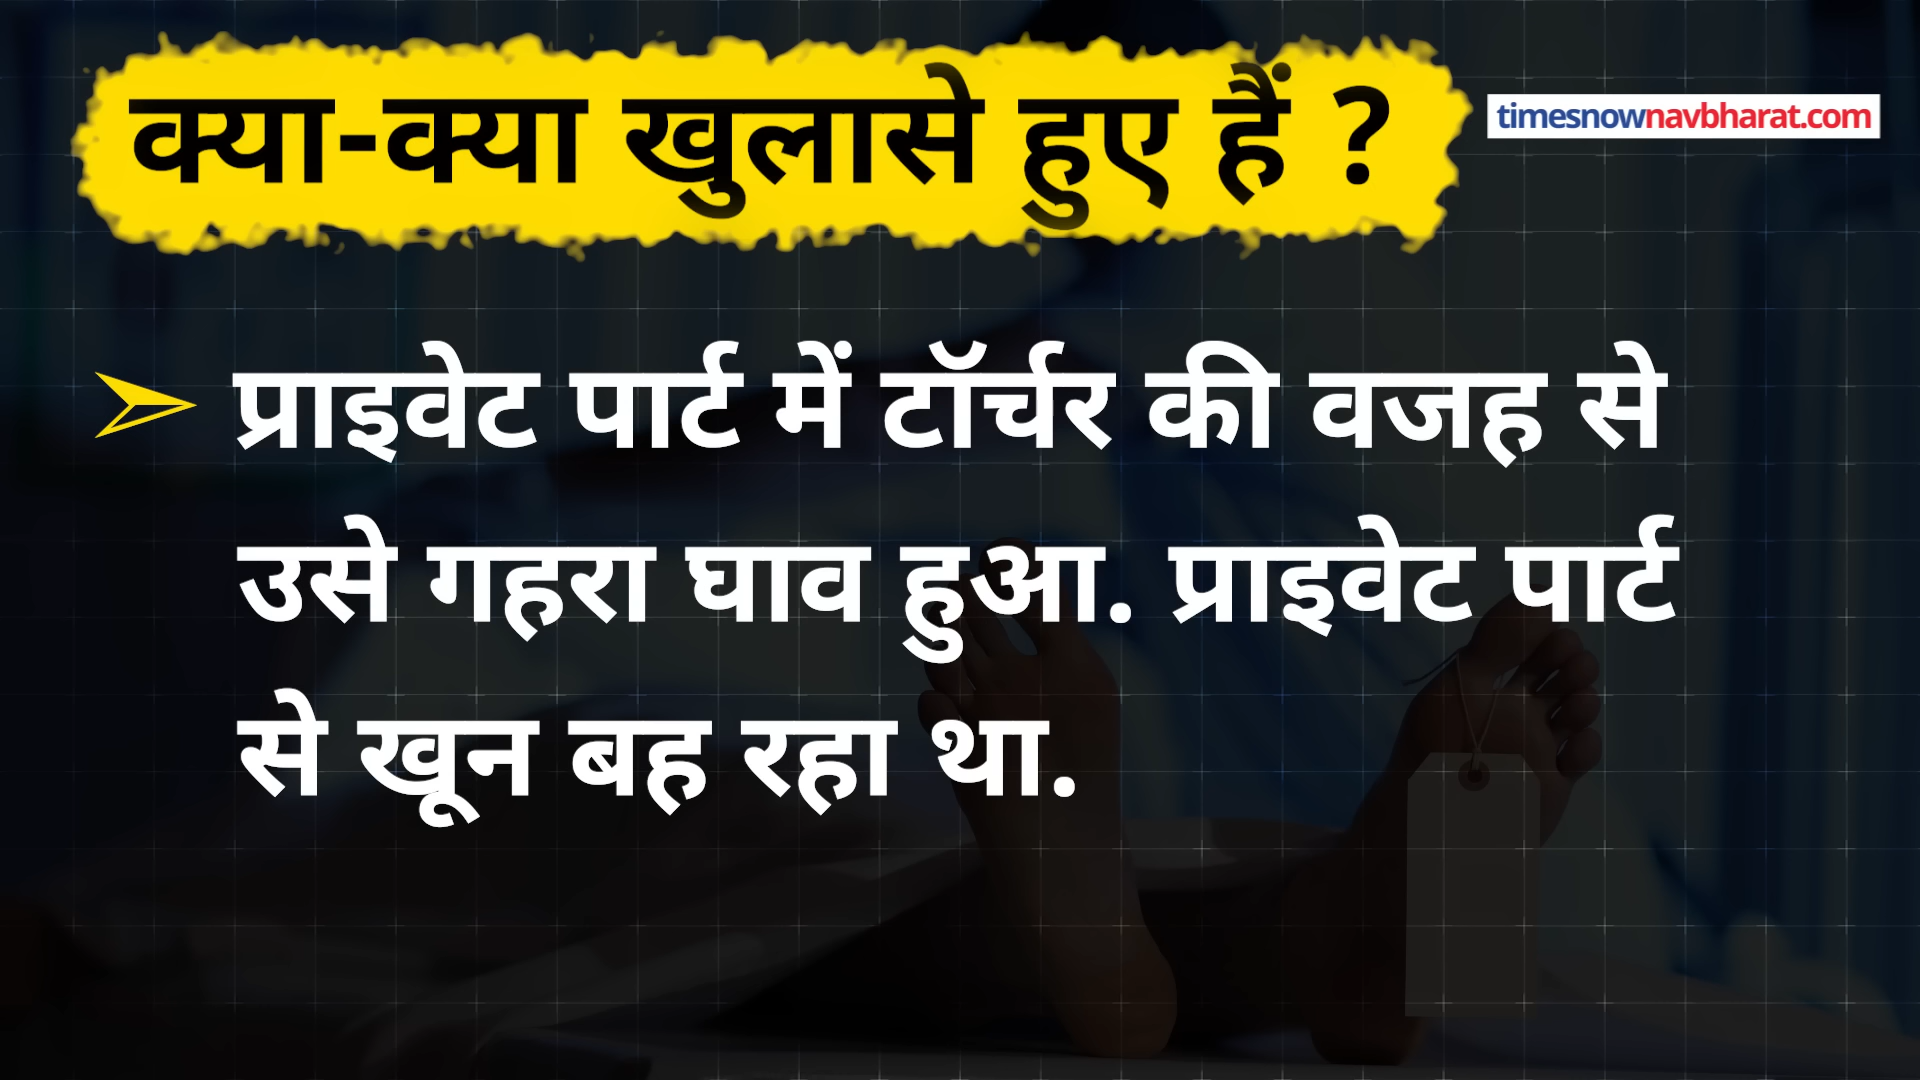 क्या-क्या खुलासे हुए हैं ?
timesnownavbharat.com
प्राइवेट पार्ट में टॉर्चर की वजह से
उसे गहरा घाव हुआ. प्राइवेट पार्ट
से खून बह रहा था.